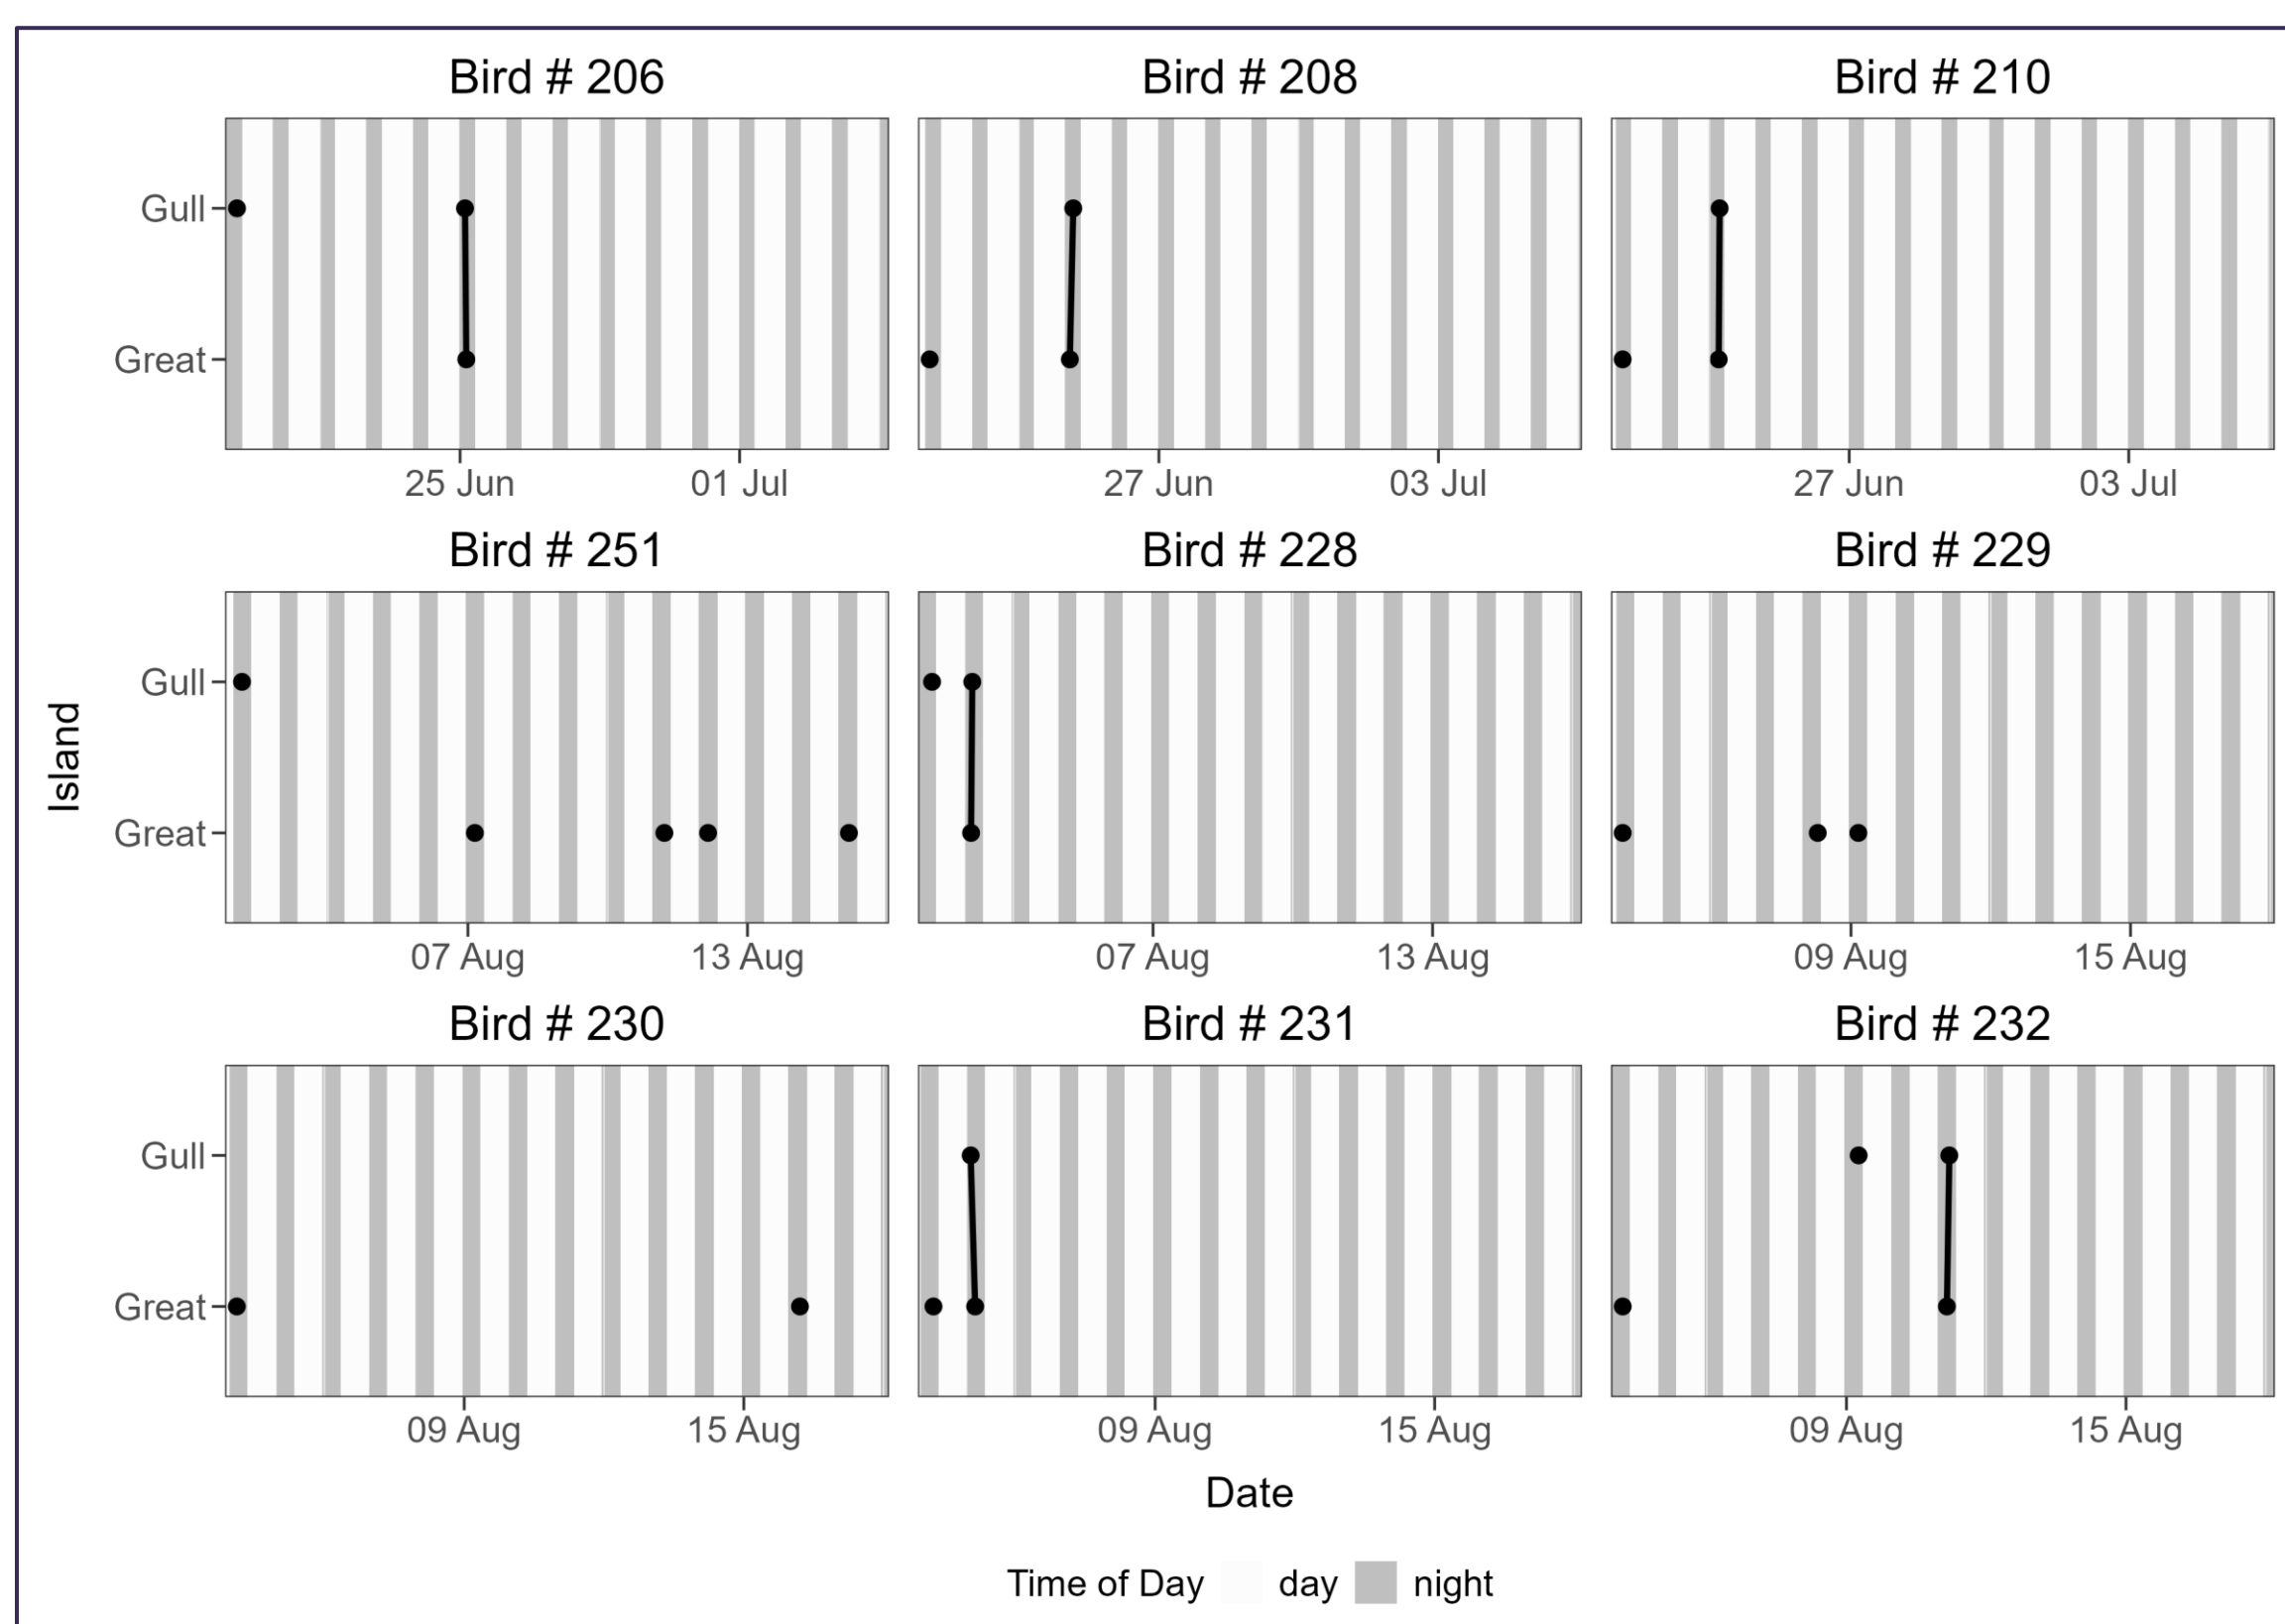 Bird # 206 Bird # 208 Bird # 210
Gull
Great
25 Jun 01 Jul 27 Jun 03 Jul 27 Jun 03 Jul
Bird # 251 Bird # 228 Bird # 229
Island
Gull
Great
07 Aug 13 Aug 07 Aug 13 Aug 09 Aug 15 Aug
Bird # 230 Bird # 231 Bird # 232
Gull
Great
09 Aug 15 Aug 09 Aug 15 Aug 09 Aug 15 Aug
Date
Time of Day day night